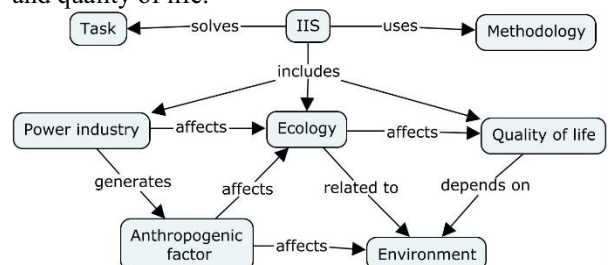 and quality of life.
Task
solves
IIS
uses
Methodology
includes
Power industry
affects
Ecology
affects
Quality of life
generates
affects
related to
depends on
Anthropogenic
factor
affects
Environment